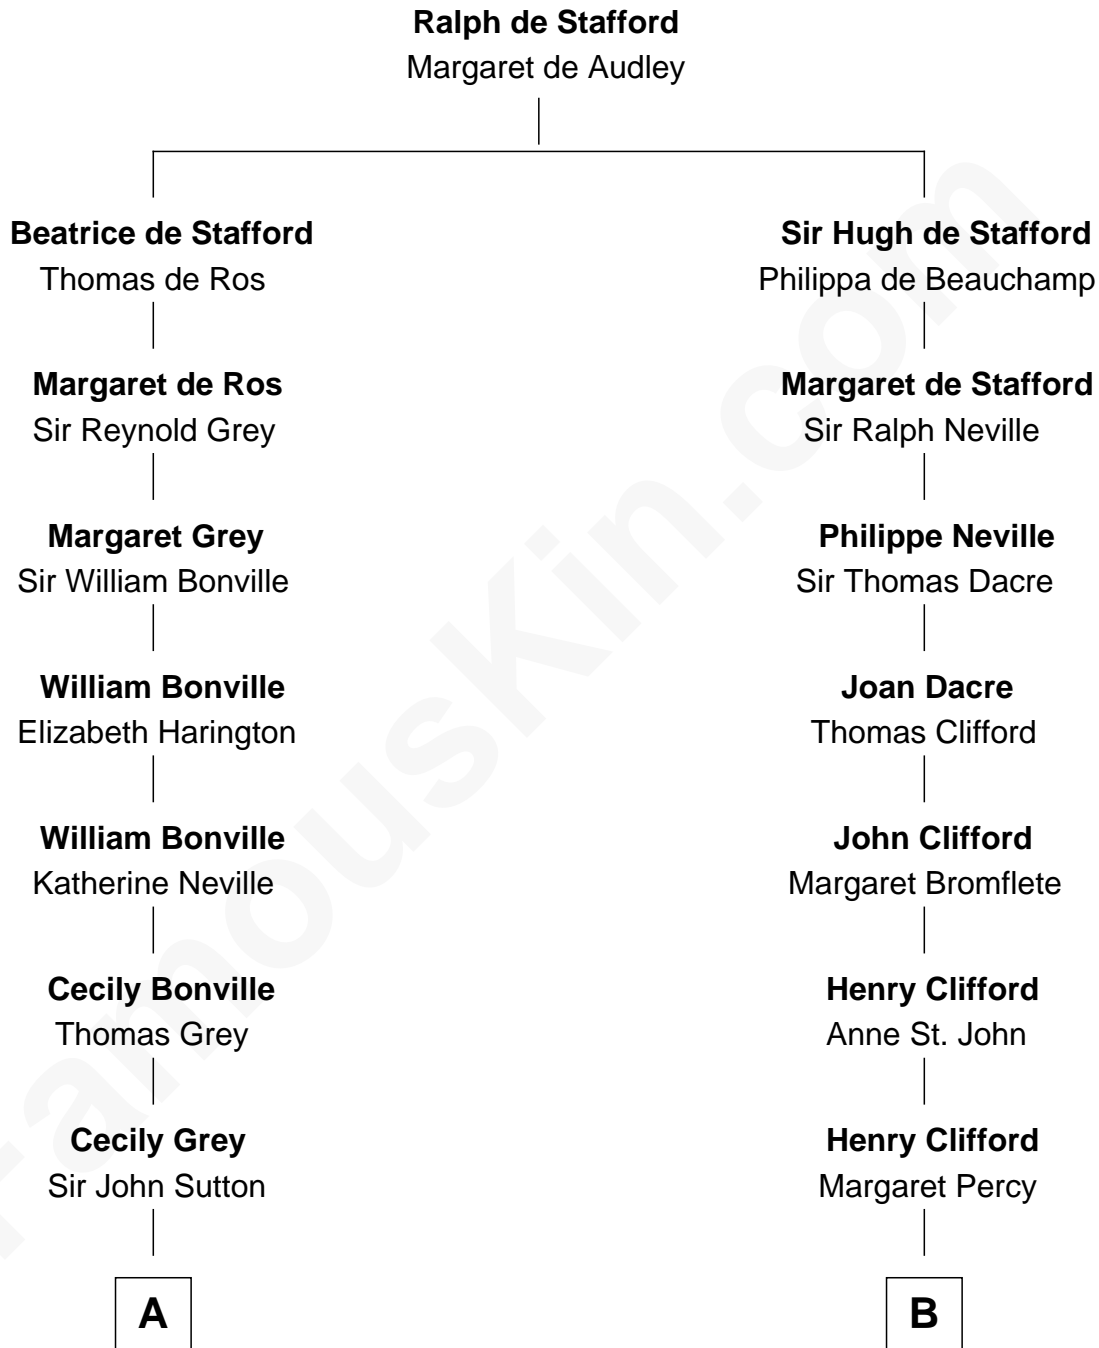 Ralph de Stafford
Margaret de Audley
Beatrice de Stafford
Thomas de Ros
Sir Hugh de Stafford
Philippa de Beauchamp
Margaret de Ros
Sir Reynold Grey
Margaret de Stafford
Sir Ralph Neville
Margaret Grey
Sir William Bonville
Philippe Neville
Sir Thomas Dacre
William Bonville
Elizabeth Harington
Joan Dacre
Thomas Clifford
William Bonville
Katherine Neville
John Clifford
Margaret Bromflete
Cecily Bonville
Thomas Grey
Henry Clifford
Anne St. John
Cecily Grey
Sir John Sutton
Henry Clifford
Margaret Percy
A
B
FamousKin.com